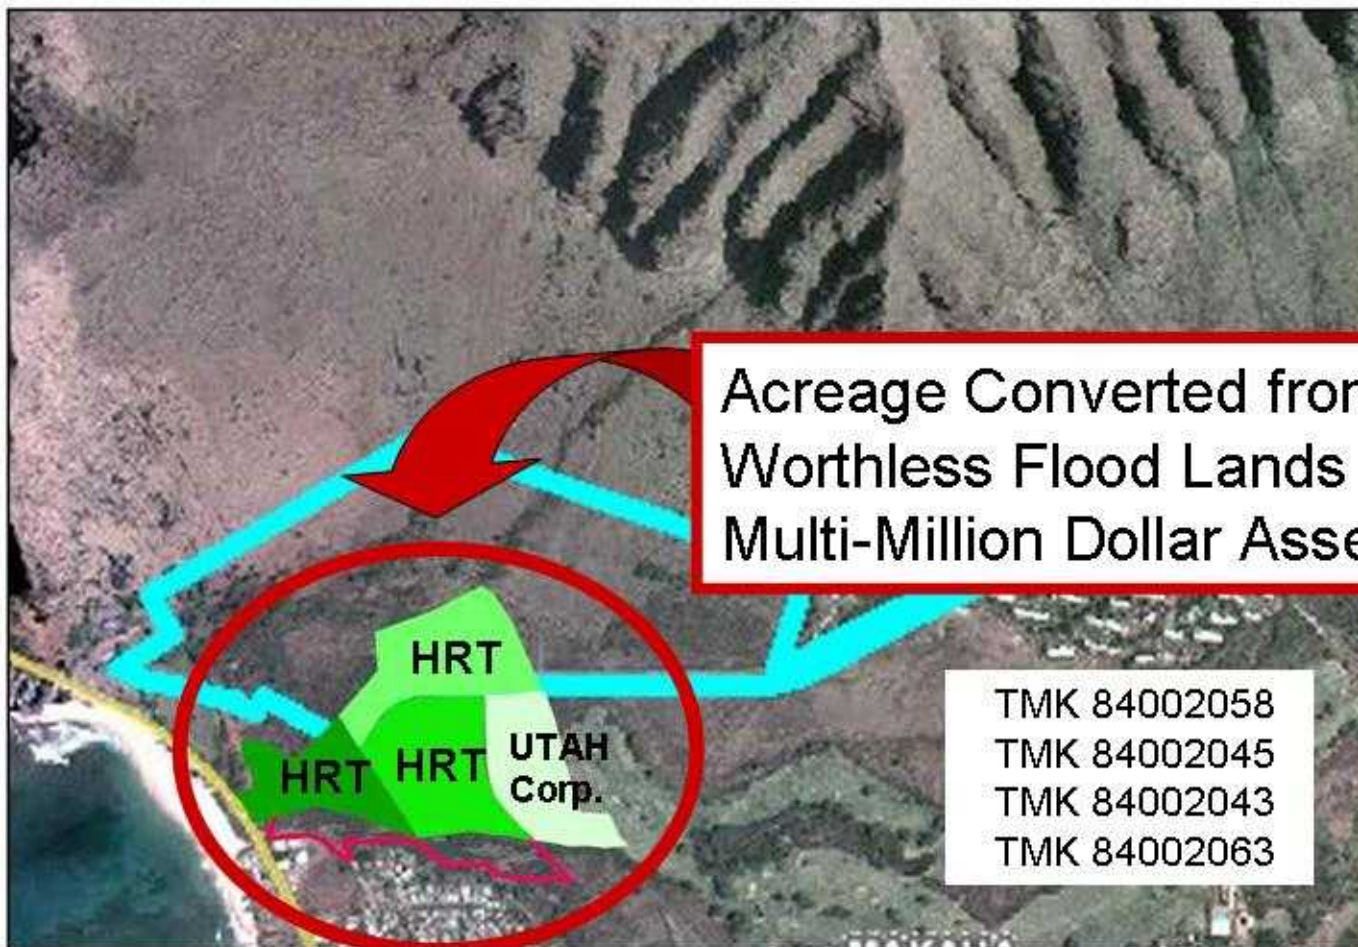 Acreage Converted from
Worthless Flood Lands
Multi-Million Dollar Asse
HRT
HRT
HRT
UTAH
Corp.
TMK 84002058
TMK 84002045
TMK 84002043
TMK 84002063